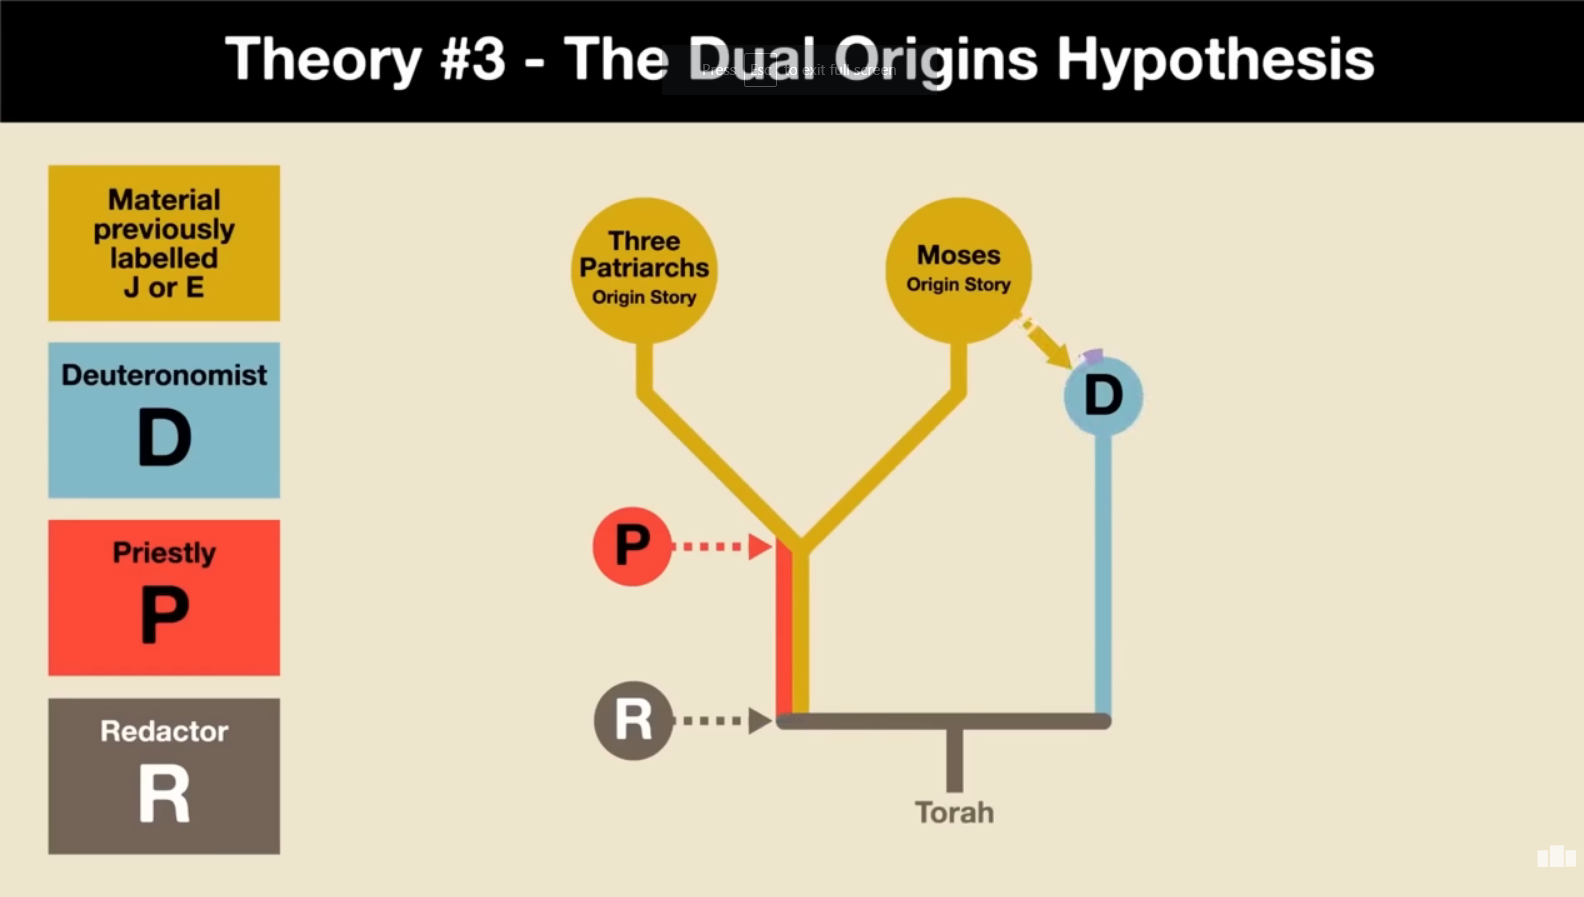 Theory #3 - The Dual Origins Hypothesis
Press Esc to exit full screen
Material
previously
labelled
J or E
Deuteronomist
D
Priestly
P
Redactor
R
Three
Patriarchs
Origin Story
Moses
Origin Story
D
P
R
Torah